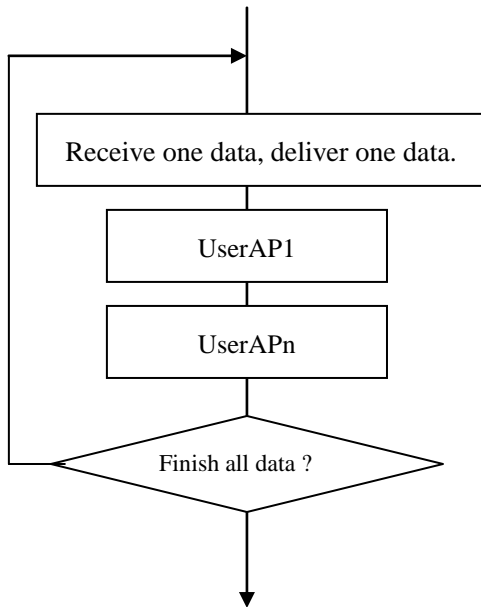 Receive one data, deliver one data.
UserAP1
UserAPn
Finish all data ?